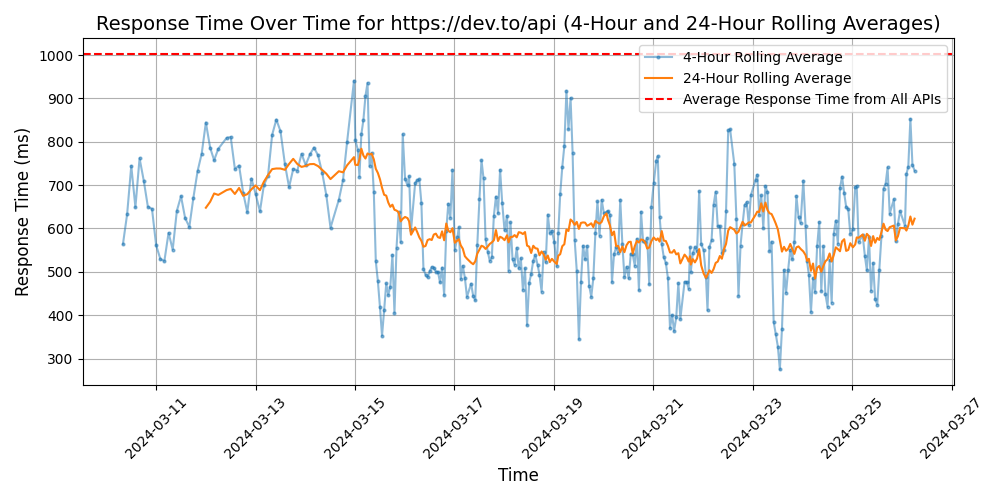 Response Time Over Time for https://dev.to/api (4-Hour and 24-Hour Rolling Averages)
4-Hour Rolling Average
24-Hour Rolling Average
Average Response Time from All APIs
Response Time (ms)
1000
900
800
700
600
500
400
300
2024-03-11
2024-03-13
2024-03-15
2024-03-17
2024-03-19
2024-03-21
2024-03-23
2024-03-25
2024-03-27
Time